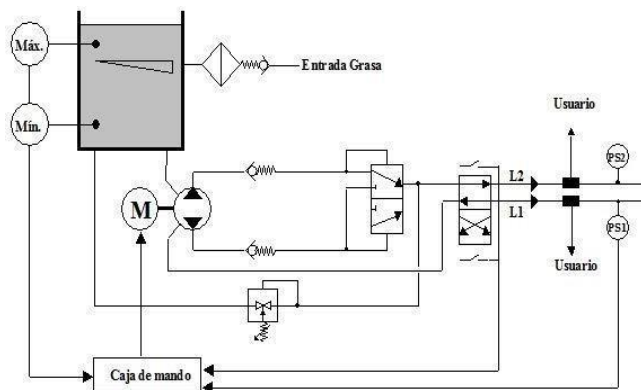 Máx.
Entrada Grasa
Mín.
Usuario
PS2
L2
M
L1
PS1
Usuario
Caja de mando